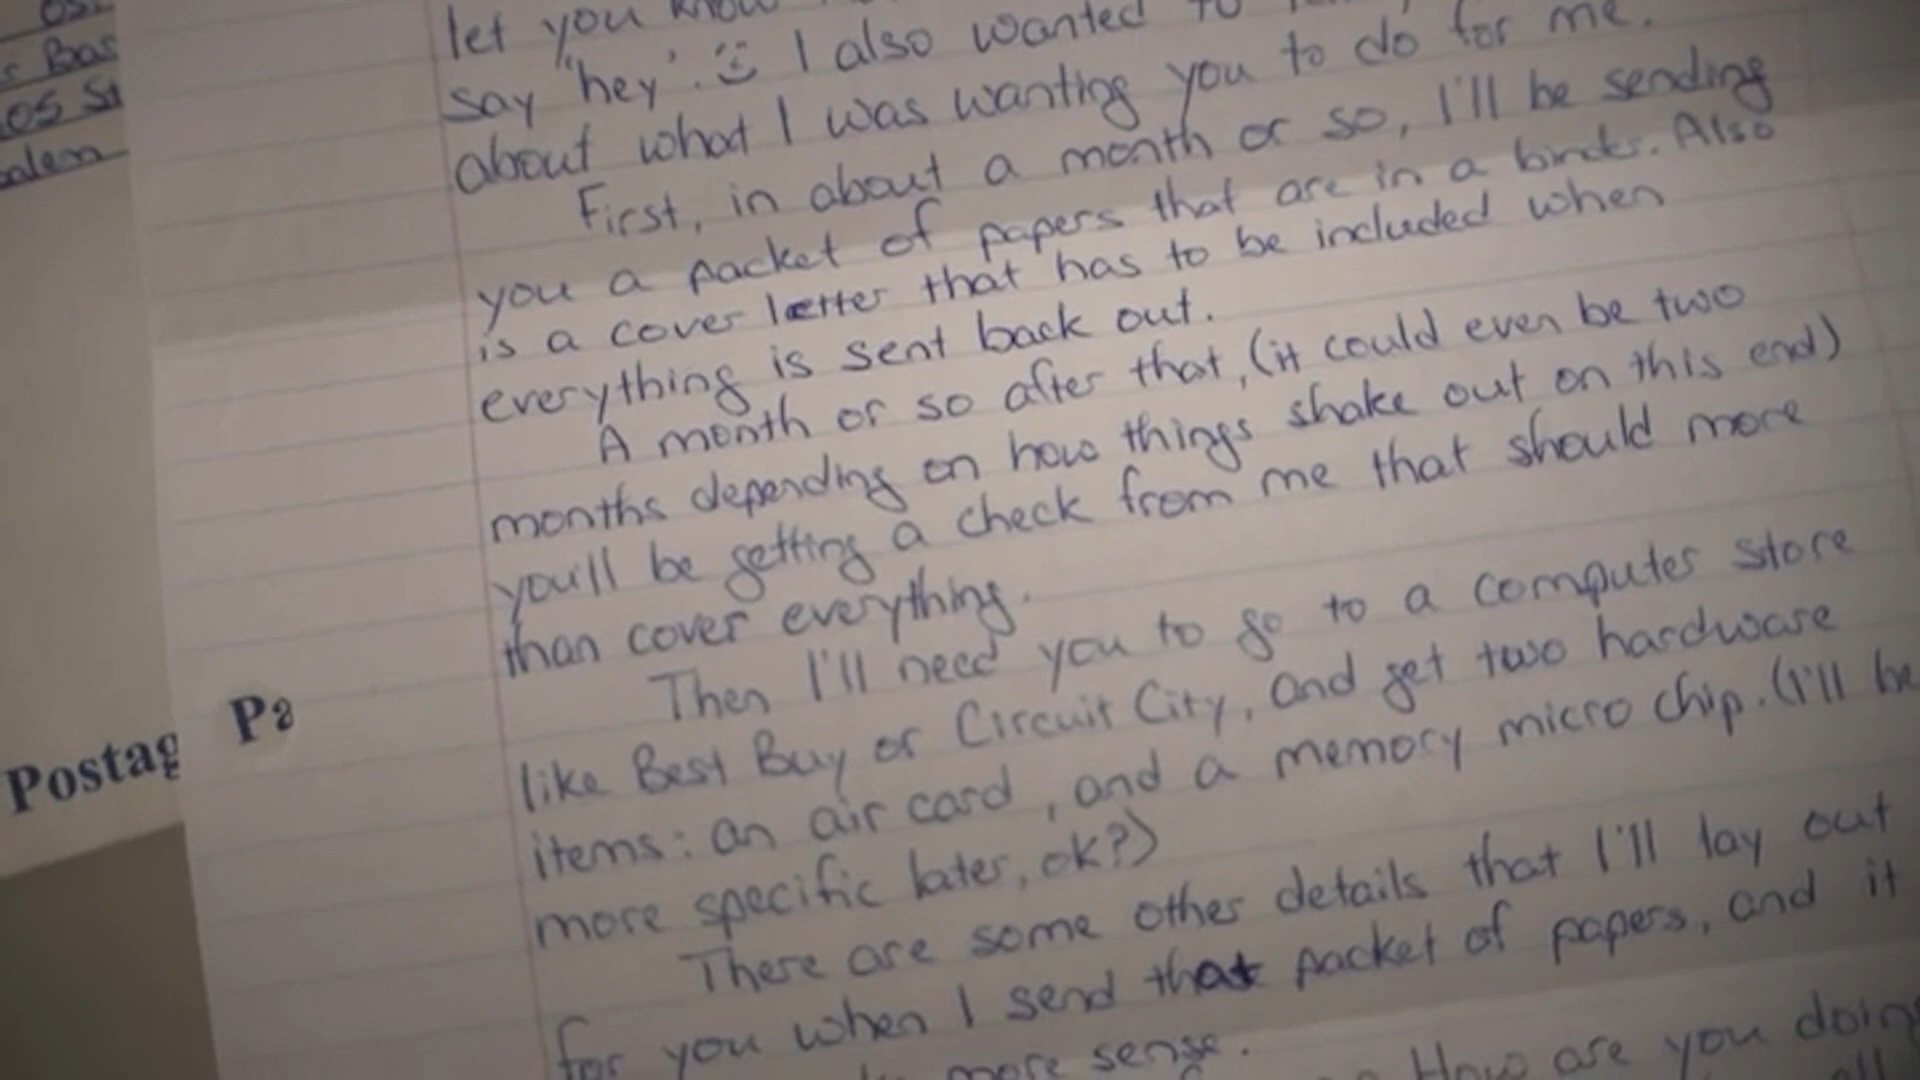 s Bas
05 St
alem
Postag
Pa
let you know
say "hey". I also wanted to
about what I was wanting you to do for me.
First, in about a month or so, I'll be sending
you a packet of papers that are in a binder. Also
is a cover letter that has to be included when
everything is sent back out.
A month or so after that, (it could even be two
months depending on how things shake out on this end)
you'll be getting a check from me that should more
than cover everything.
Then I'll need you to go to a computer store
like Best Buy or Circuit City, and get two hardware
items: an air card, and a memory micro chip. (I'll be
more specific later, ok?)
There are some other details that I'll lay out
for you when I send that packet of papers, and it
more sense.
How are you doing